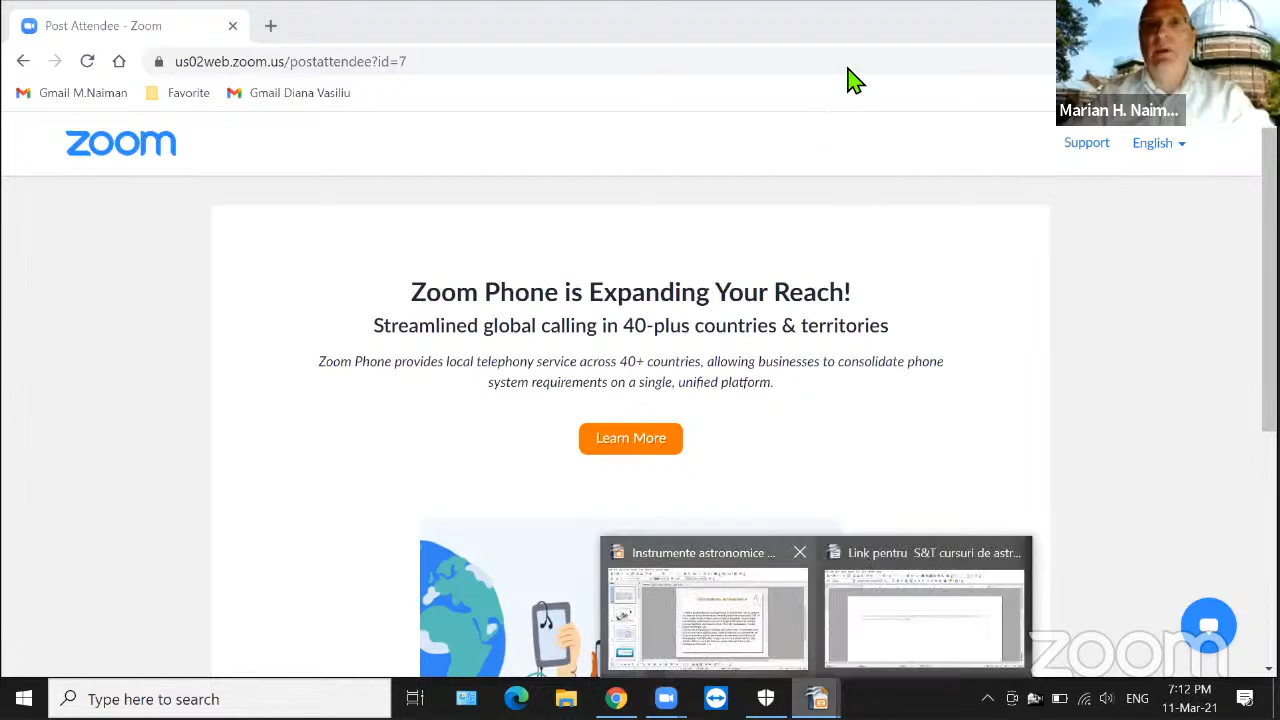 Post Attendee - Zoom
us02web.zoom.us/postattendee?id=7
Gmail M.Naiman
Favorite
Gmail Diana Vasiliu
Marian H. Naim...
zoom
Support
English
Zoom Phone is Expanding Your Reach!
Streamlined global calling in 40-plus countries & territories
Zoom Phone provides local telephony service across 40+ countries, allowing businesses to consolidate phone
system requirements on a single, unified platform.
Learn More
Instrumente astronomice ...
Link pentru S&T cursuri de astr...
zoom
Type here to search
ENG
7:12 PM
11-Mar-21